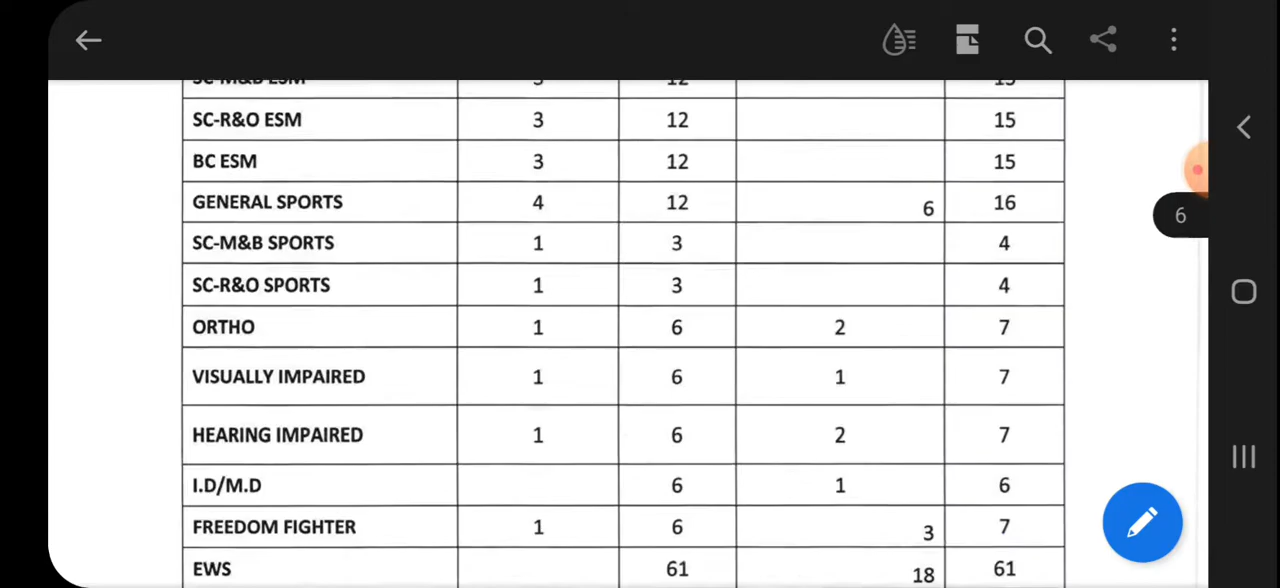 SC-M&B ESM 3 12 15
SC-R&O ESM 3 12 15
BC ESM 3 12 15
GENERAL SPORTS 4 12 6 16
SC-M&B SPORTS 1 3 4
SC-R&O SPORTS 1 3 4
ORTHO 1 6 2 7
VISUALLY IMPAIRED 1 6 1 7
HEARING IMPAIRED 1 6 2 7
I.D/M.D 6 1 6
FREEDOM FIGHTER 1 6 3 7
EWS 61 18 61
6